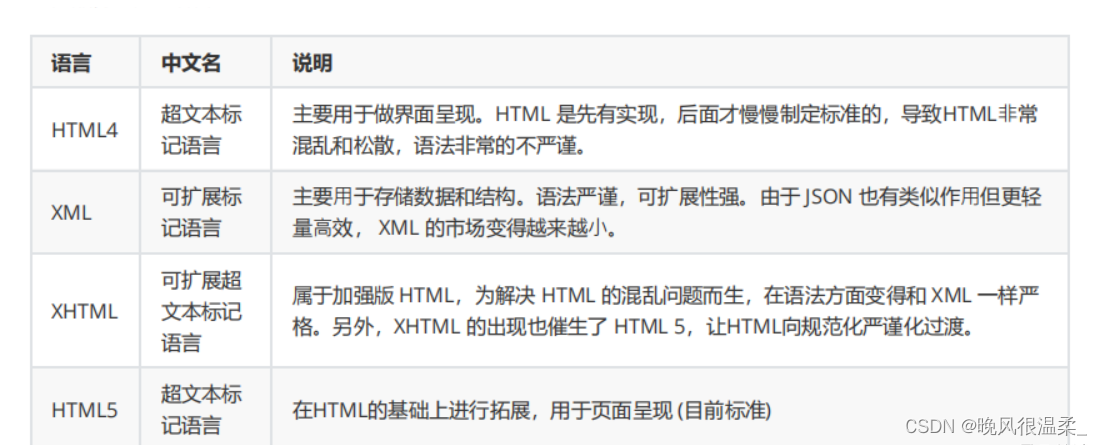 语言 中文名 说明
HTML4 超文本标记语言 主要用于做界面呈现。HTML 是先有实现，后面才慢慢制定标准的，导致HTML非常
混乱和松散，语法非常的不严谨。
XML 可扩展标记语言 主要用于存储数据和结构。语法严谨，可扩展性强。由于 JSON 也有类似作用但更轻
量高效， XML 的市场变得越来越小。
XHTML 可扩展超文本标记语言 属于加强版 HTML，为解决 HTML 的混乱问题而生，在语法方面变得和 XML 一样严
格。另外，XHTML 的出现也催生了 HTML 5，让HTML向规范化严谨化过渡。
HTML5 超文本标记语言 在HTML的基础上进行拓展，用于页面呈现 (目前标准)
CSDN @晚风很温柔_